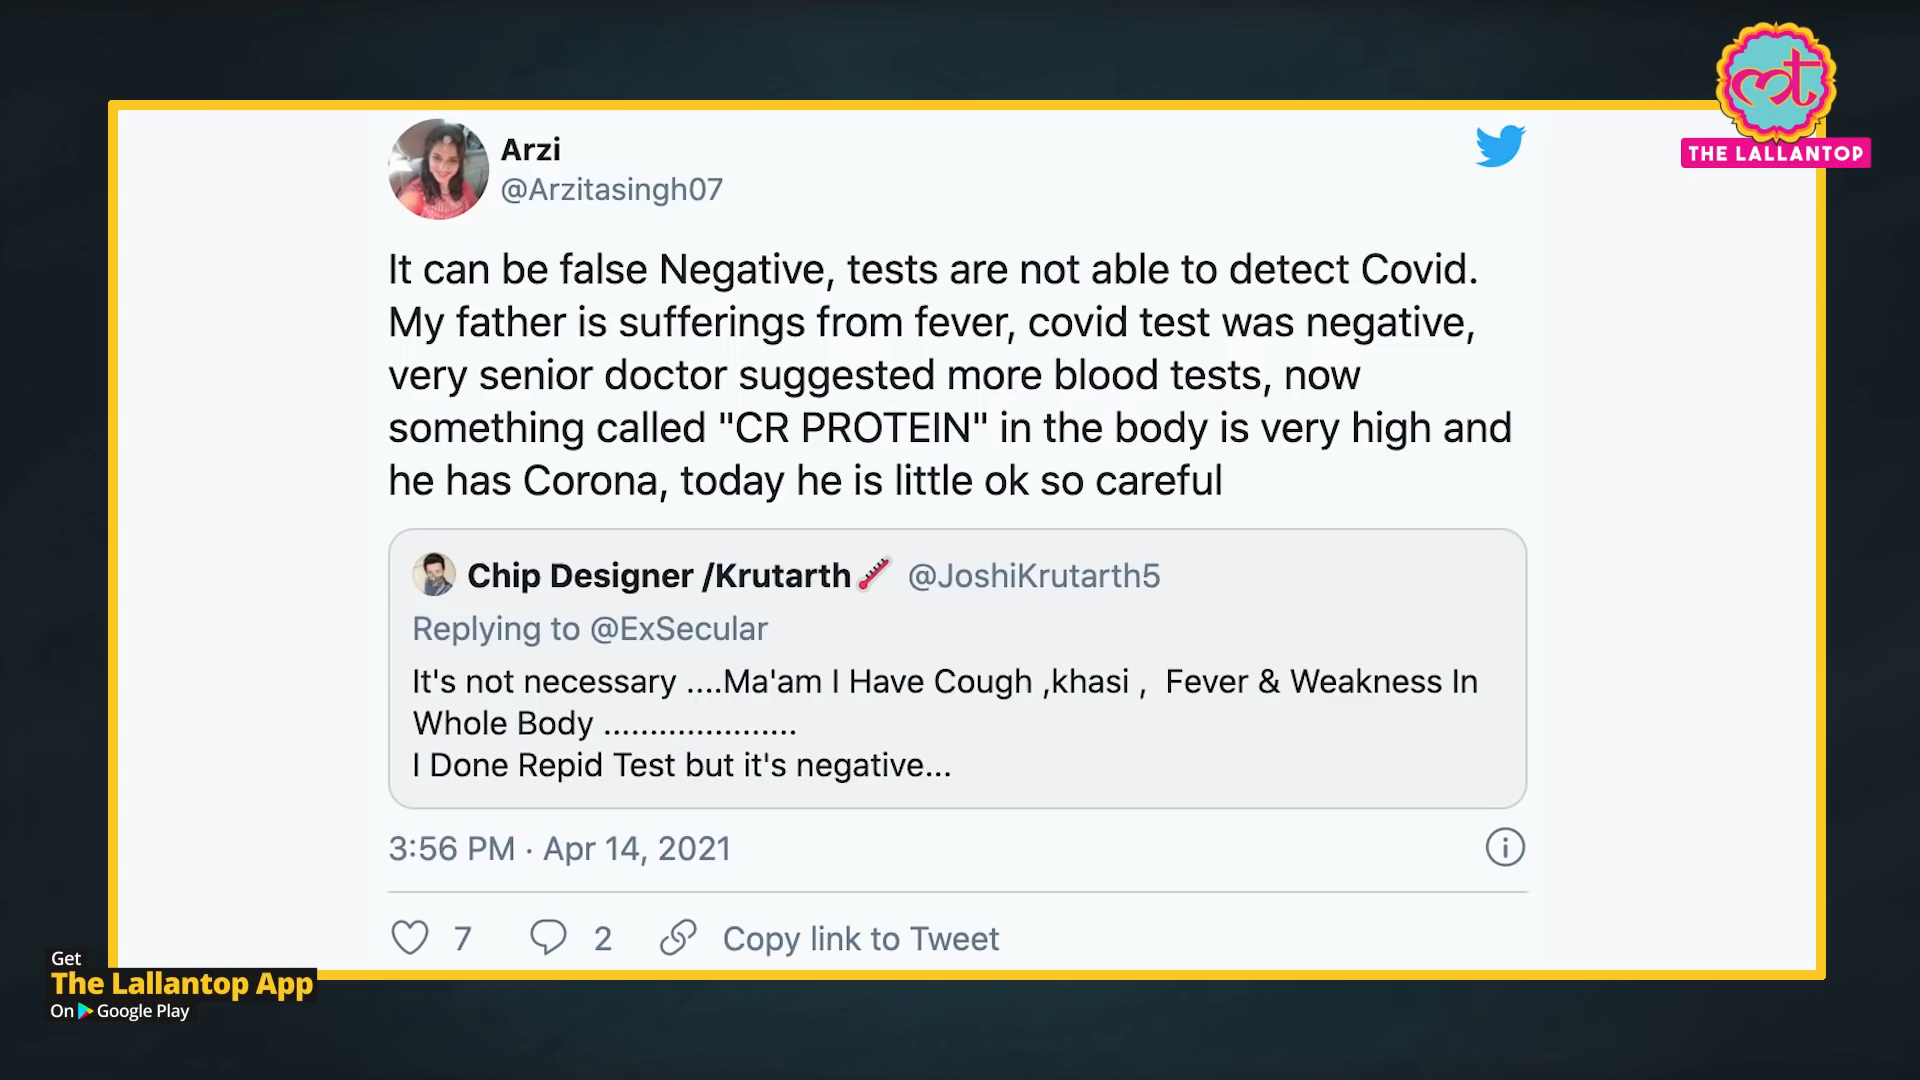 THE LALLANTOP
Arzi
@Arzitasingh07
It can be false Negative, tests are not able to detect Covid.
My father is sufferings from fever, covid test was negative,
very senior doctor suggested more blood tests, now
something called "CR PROTEIN" in the body is very high and
he has Corona, today he is little ok so careful
Chip Designer /Krutarth🌡️ @JoshiKrutarth5
Replying to @ExSecular
It's not necessary ....Ma'am I Have Cough ,khasi ,  Fever & Weakness In
Whole Body .....................
I Done Repid Test but it's negative...
3:56 PM · Apr 14, 2021
7 2 Copy link to Tweet
Get
The Lallantop App
On Google Play